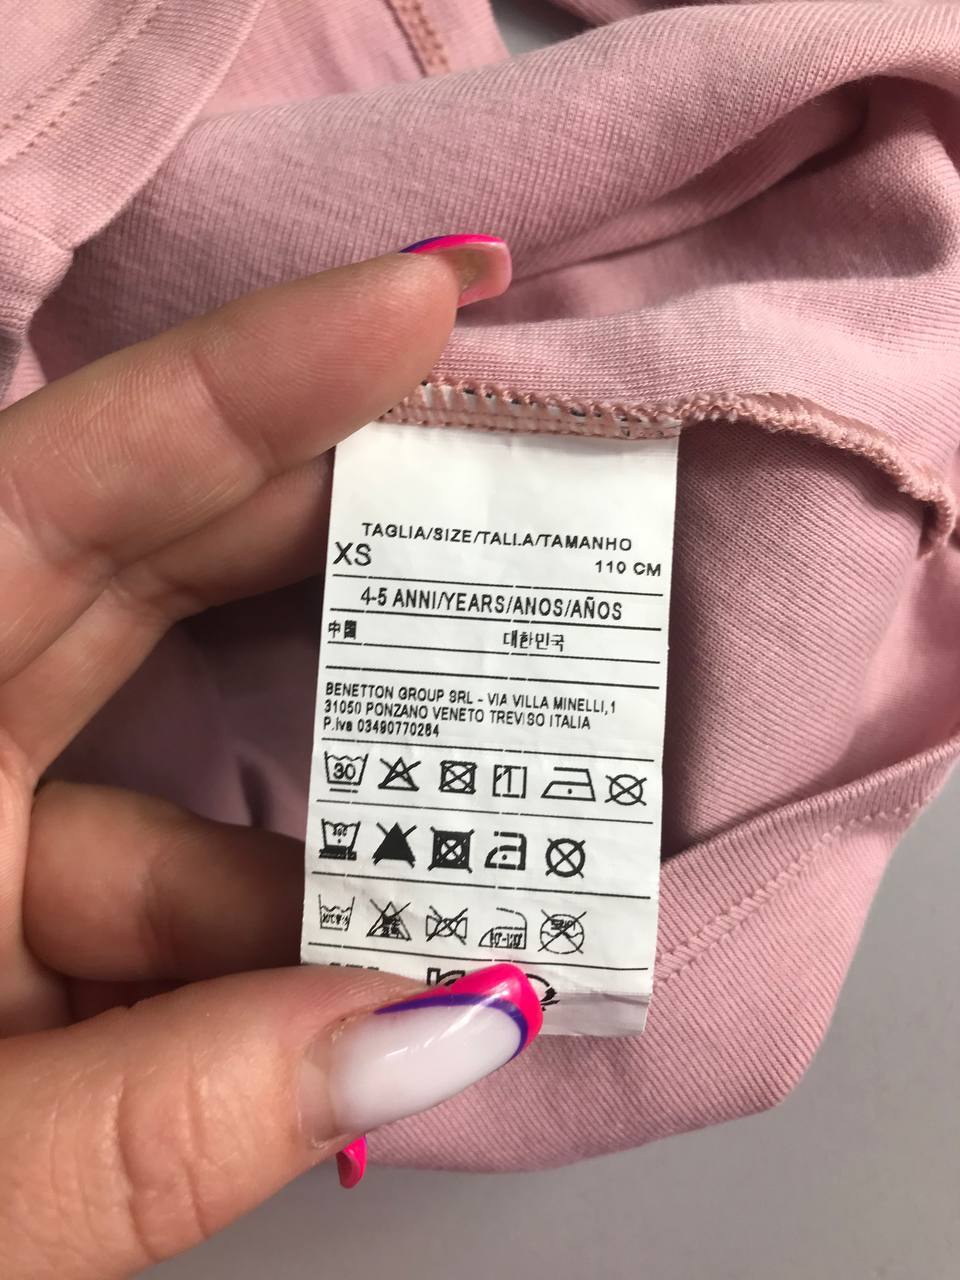 TAGLIA/SIZE/TALLA/TAMANHO
XS 110 CM
4-5 ANNI/YEARS/ANOS/AÑOS
中國 대한민국
BENETTON GROUP SRL - VIA VILLA MINELLI,1
31050 PONZANO VENETO TREVISO ITALIA
P.Iva 03490770264
30